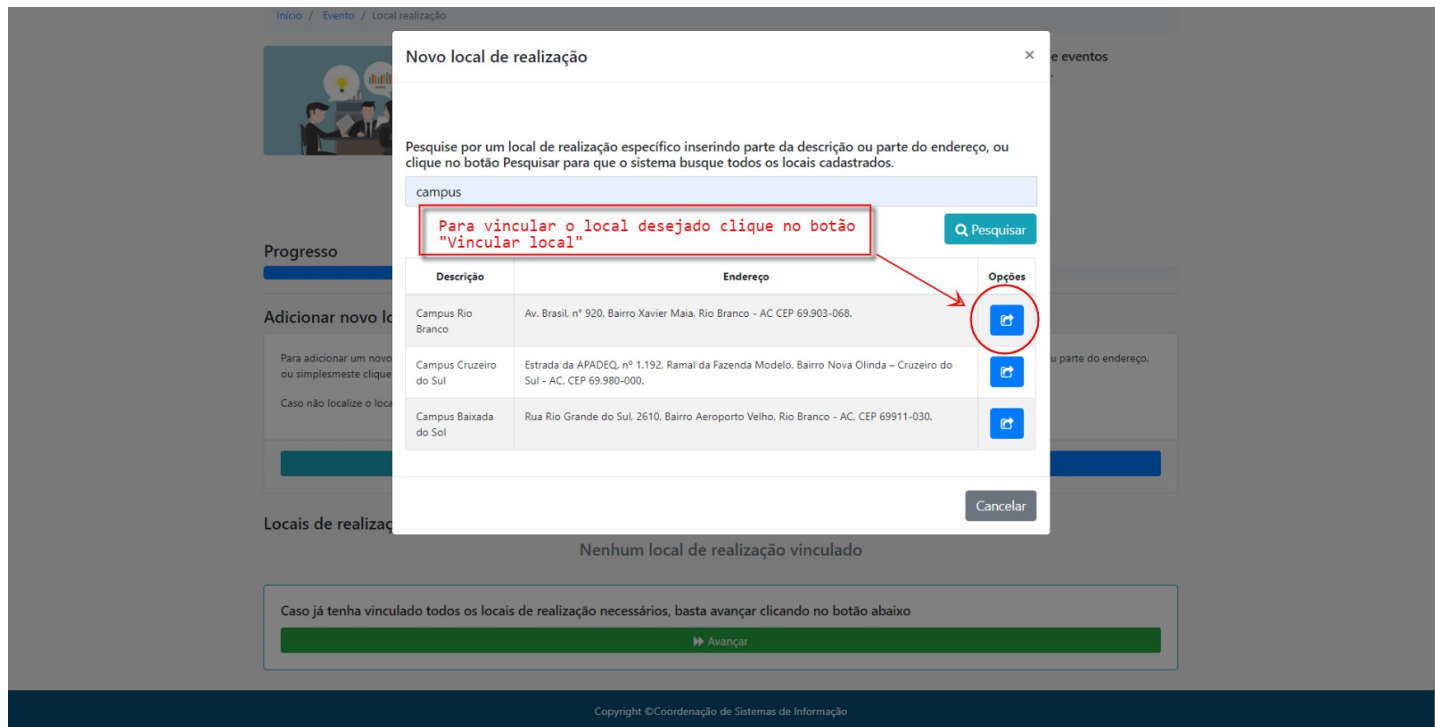 Início / Evento / Local realização
Novo local de realização
×
e eventos
Pesquise por um local de realização específico inserindo parte da descrição ou parte do endereço, ou
clique no botão Pesquisar para que o sistema busque todos os locais cadastrados.
campus
Para vincular o local desejado clique no botão
"Vincular local"
Pesquisar
Progresso
Descrição Endereço Opções
Adicionar novo lo
Campus Rio
Branco
Av. Brasil, nº 920, Bairro Xavier Maia, Rio Branco - AC CEP 69.903-068.
Para adicionar um novo
ou simplesmeste clique
u parte do endereço,
Campus Cruzeiro
do Sul
Estrada da APADEQ, nº 1.192, Ramal da Fazenda Modelo, Bairro Nova Olinda – Cruzeiro do
Sul - AC, CEP 69.980-000.
Caso não localize o loca
Campus Baixada
do Sol
Rua Rio Grande do Sul, 2610, Bairro Aeroporto Velho, Rio Branco - AC, CEP 69911-030.
Cancelar
Locais de realizaç
Nenhum local de realização vinculado
Caso já tenha vinculado todos os locais de realização necessários, basta avançar clicando no botão abaixo
Avançar
Copyright ©Coordenação de Sistemas de Informação